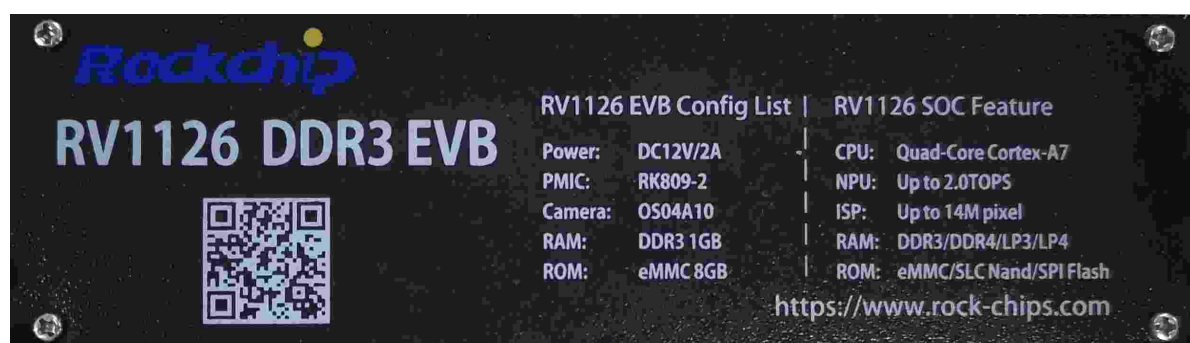 Rockchip
RV1126 DDR3 EVB
RV1126 EVB Config List
Power: DC12V/2A
PMIC: RK809-2
Camera: OS04A10
RAM: DDR3 1GB
ROM: eMMC 8GB
RV1126 SOC Feature
CPU: Quad-Core Cortex-A7
NPU: Up to 2.0TOPS
ISP: Up to 14M pixel
RAM: DDR3/DDR4/LP3/LP4
ROM: eMMC/SLC Nand/SPI Flash
https://www.rock-chips.com